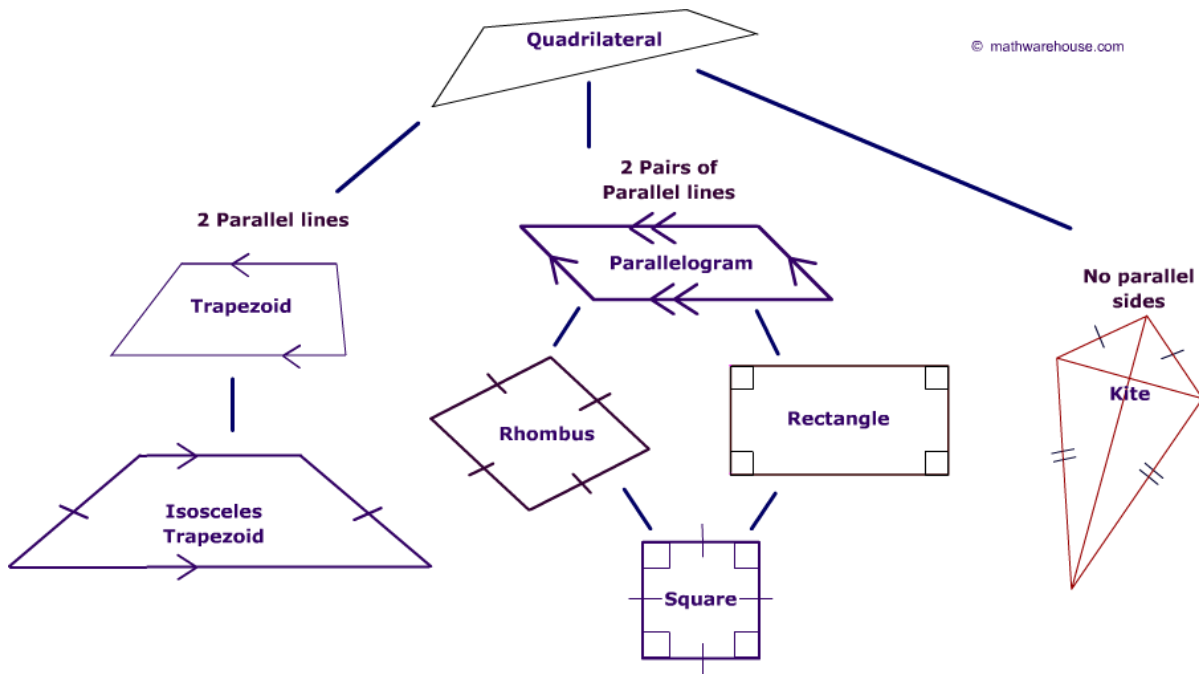 Quadrilateral
© mathwarehouse.com
2 Pairs of
Parallel lines
2 Parallel lines
Parallelogram
No parallel
sides
Trapezoid
Kite
Rhombus
Rectangle
Isosceles
Trapezoid
Square